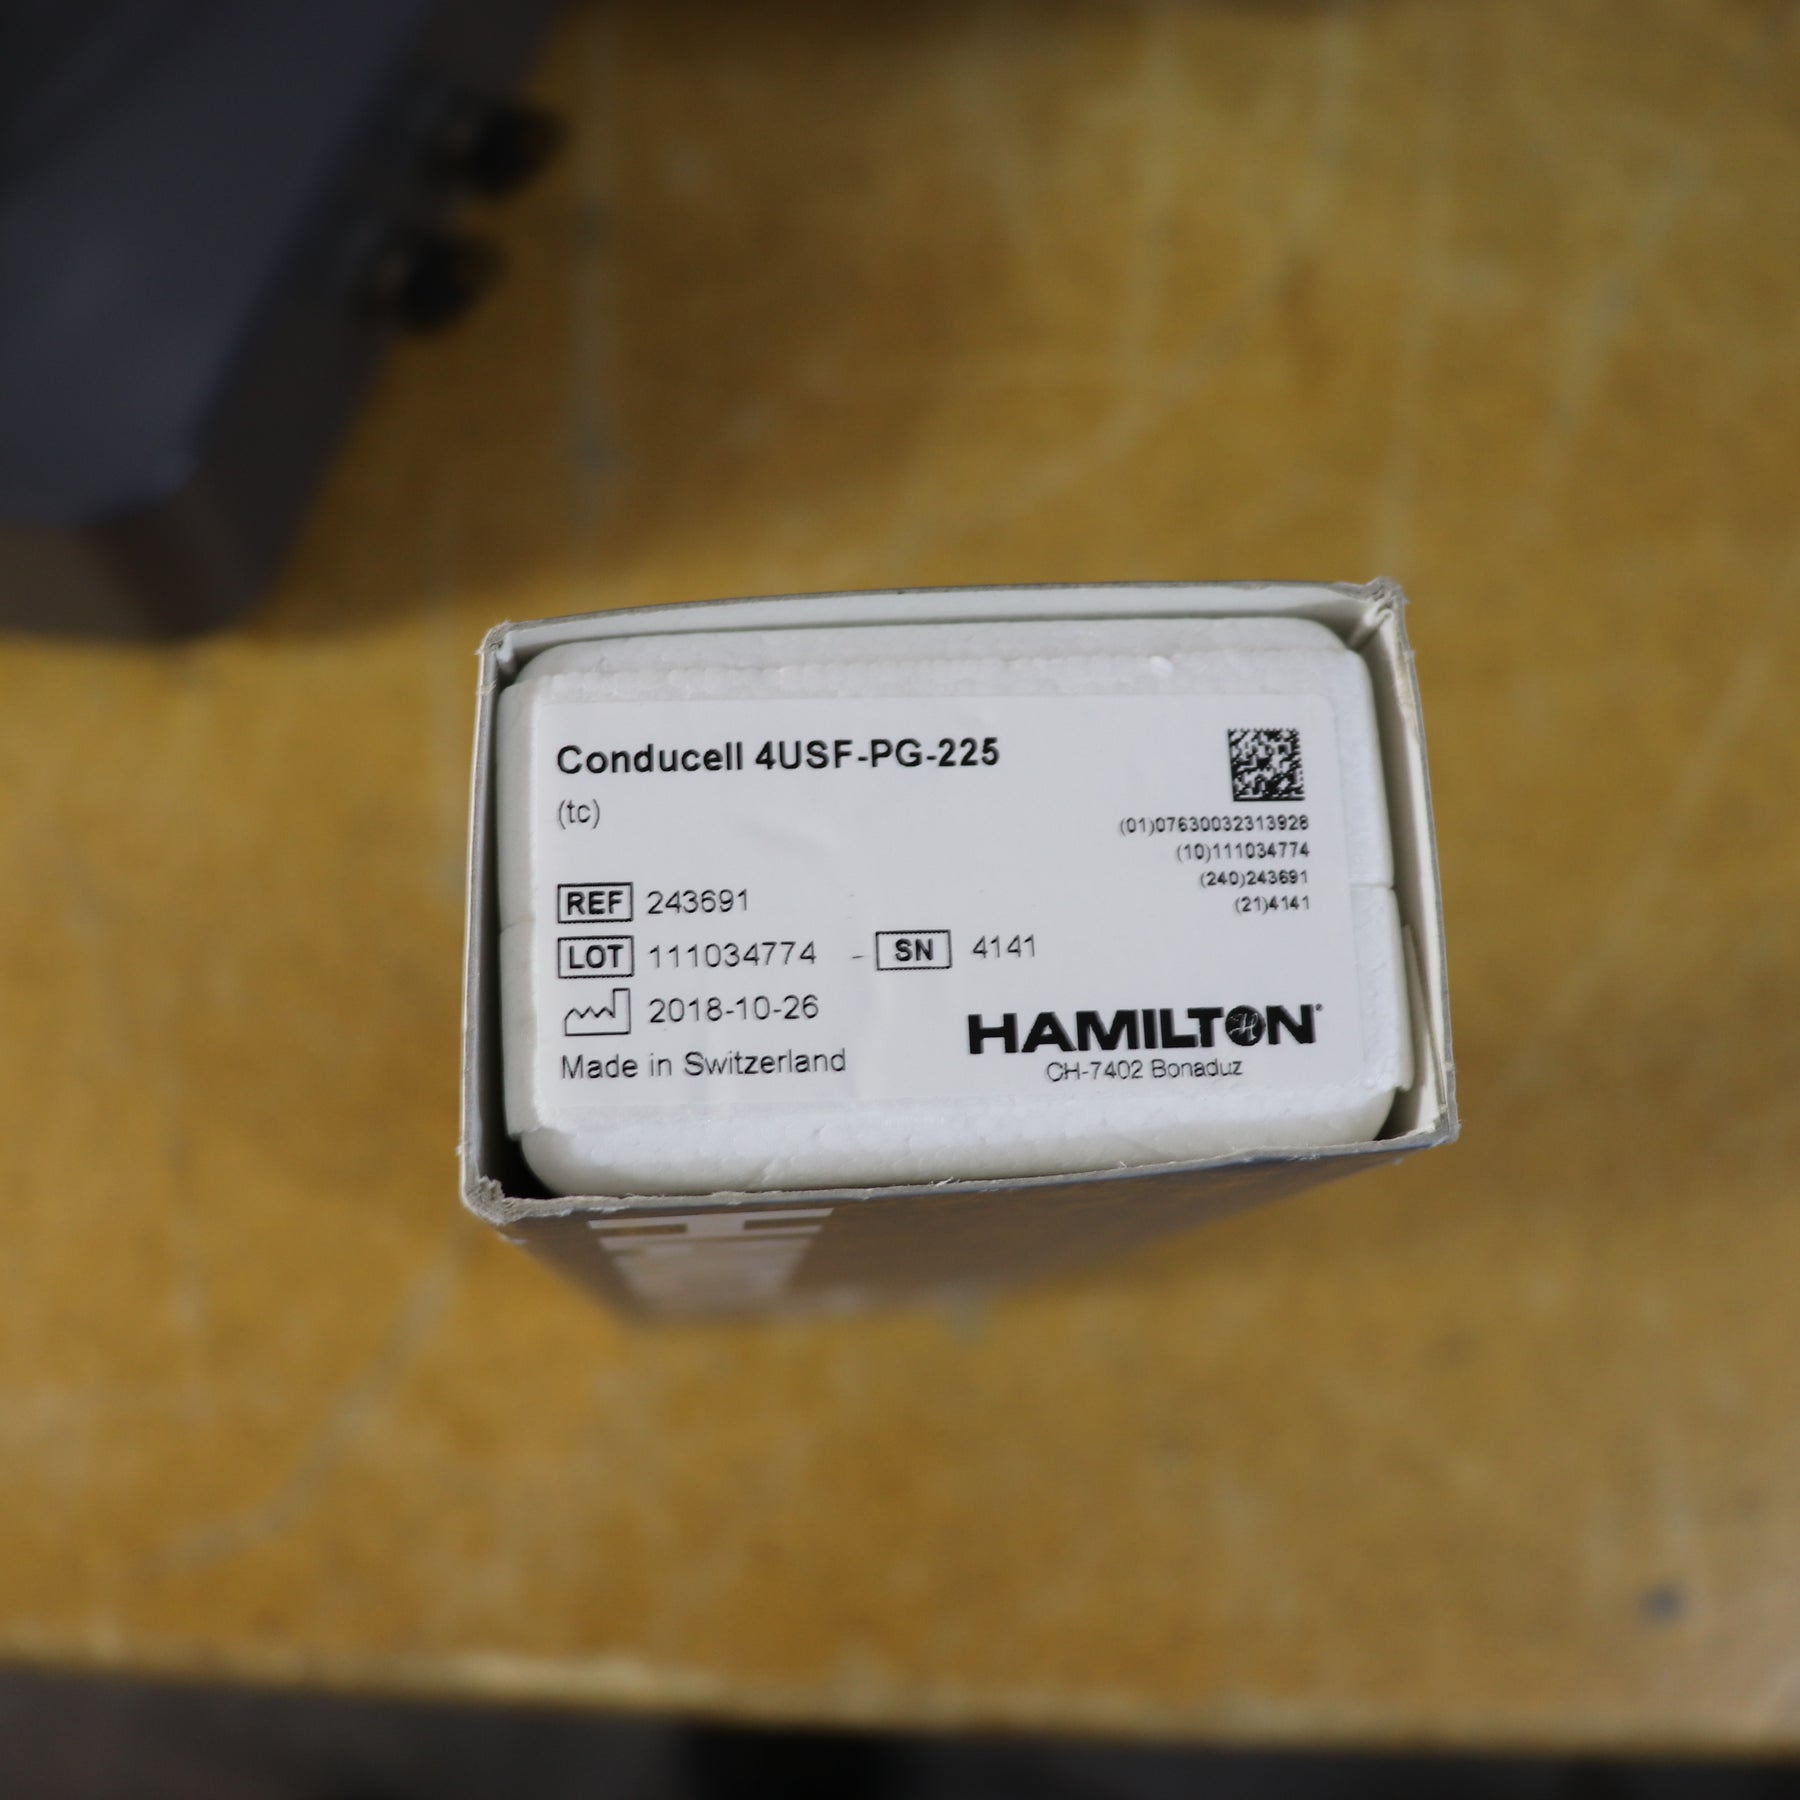 Conducell 4USF-PG-225
(tc)
(01)07630032313928
(10)111034774
(240)243691
(21)4141
REF 243691
LOT 111034774 - SN 4141
2018-10-26
Made in Switzerland
HAMILTON®
CH-7402 Bonaduz